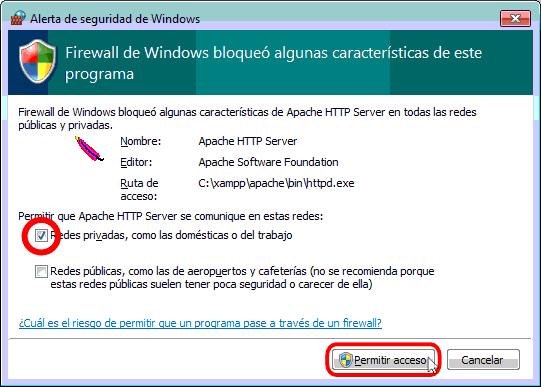 Alerta de seguridad de Windows
Firewall de Windows bloqueó algunas características de este
programa
Firewall de Windows bloqueó algunas características de Apache HTTP Server en todas las redes
públicas y privadas.
Nombre: Apache HTTP Server
Editor: Apache Software Foundation
Ruta de acceso: C:\xampp\apache\bin\httpd.exe
Permitir que Apache HTTP Server se comunique en estas redes:
Redes privadas, como las domésticas o del trabajo
Redes públicas, como las de aeropuertos y cafeterías (no se recomienda porque
estas redes públicas suelen tener poca seguridad o carecer de ella)
¿Cuál es el riesgo de permitir que un programa pase a través de un firewall?
Permitir acceso
Cancelar